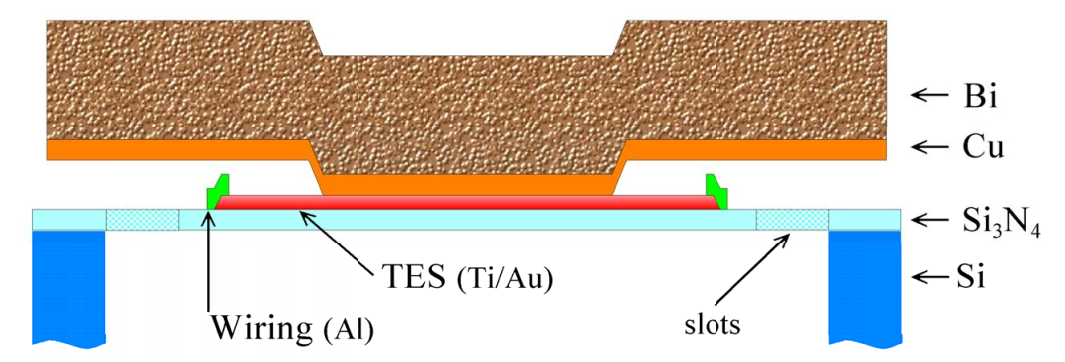 Bi
Cu
Si₃N₄
TES (Ti/Au)
Si
Wiring (Al)
slots